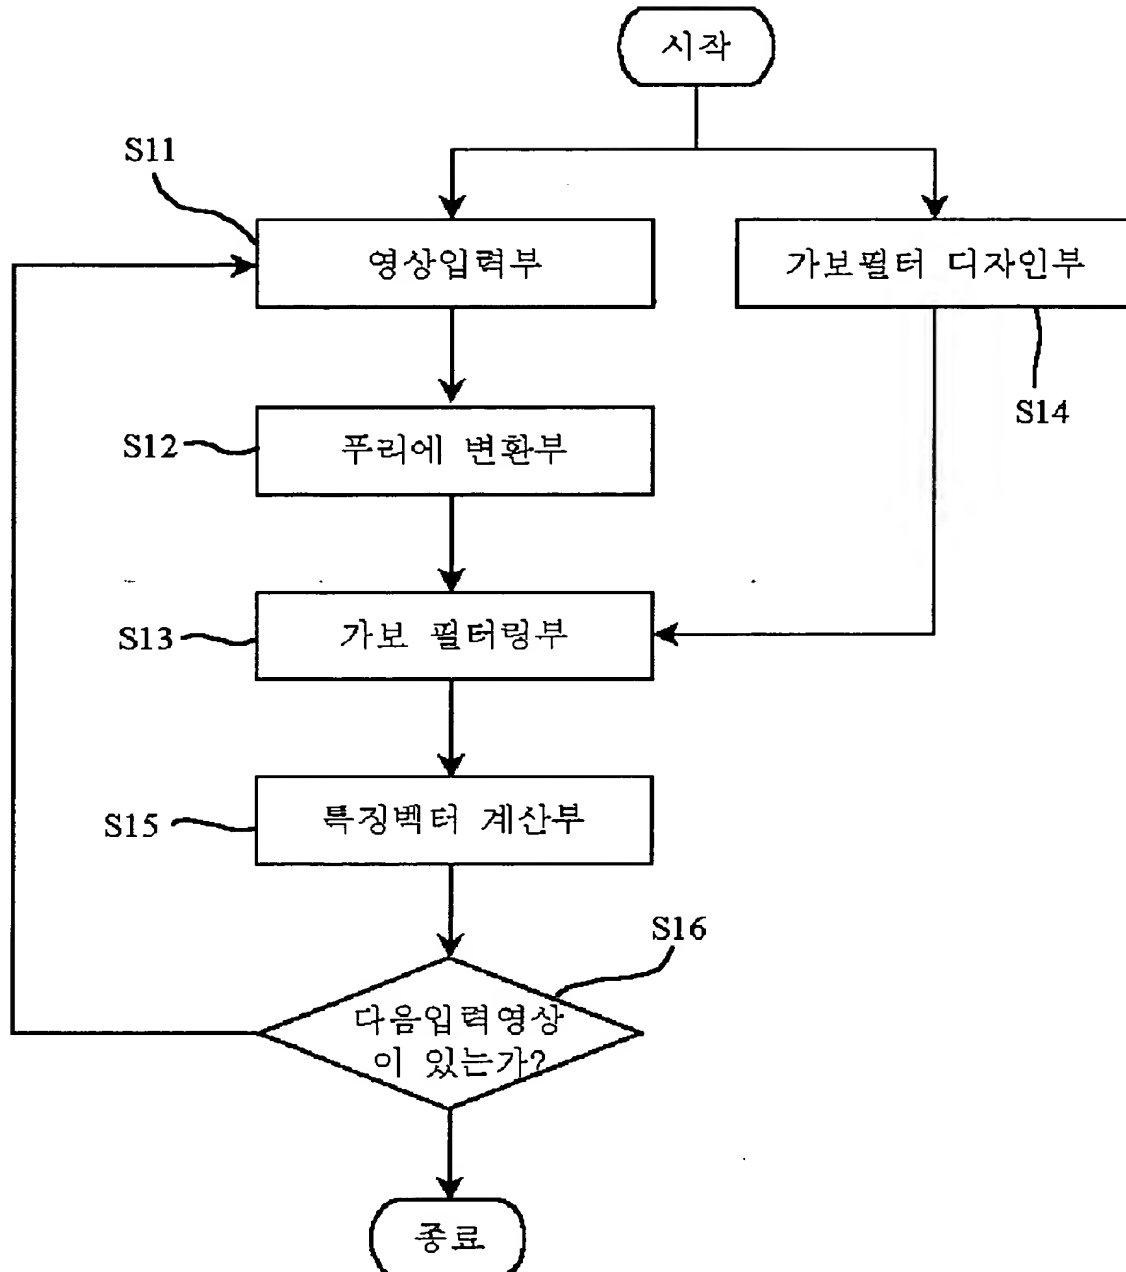 시작
S11
영상입력부
가보필터 디자인부
S14
S12
푸리에 변환부
S13
가보 필터링부
S15
특징벡터 계산부
S16
다음입력영상
이 있는가?
종료